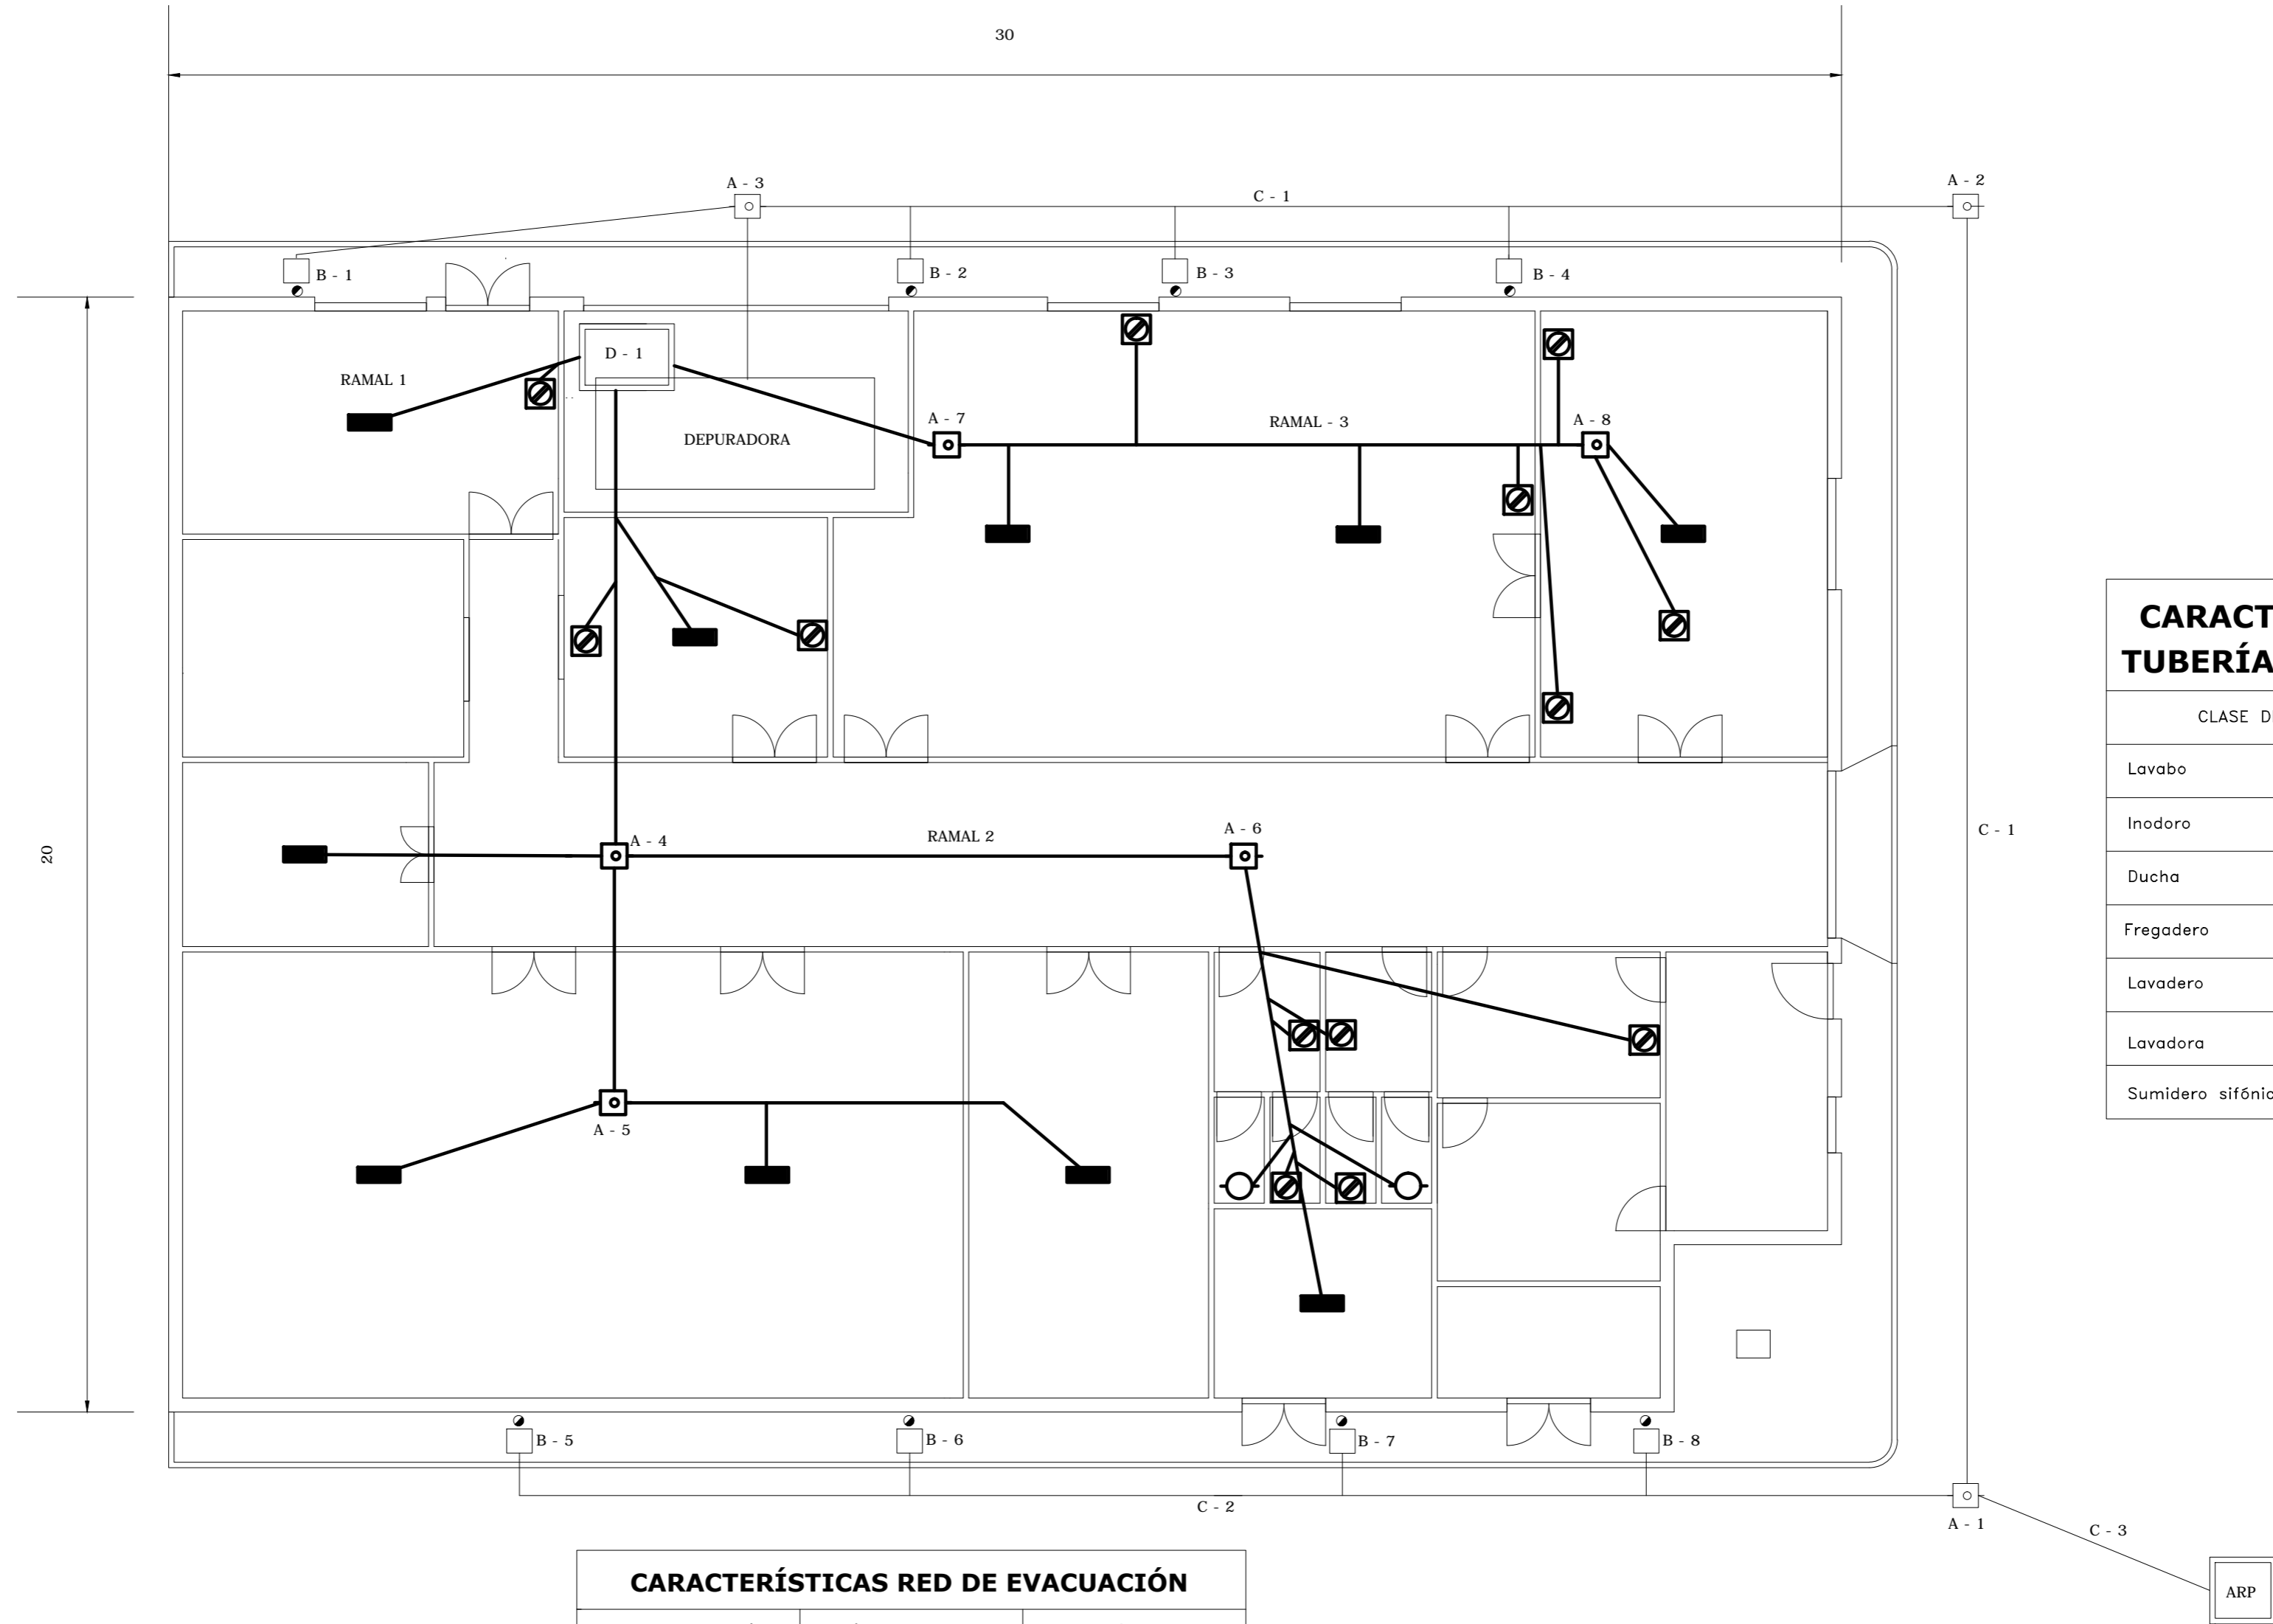 30
A - 3
C - 1
A - 2
B - 1
B - 2
B - 3
B - 4
D - 1
RAMAL 1
DEPURADORA
A - 7
RAMAL - 3
A - 8
20
A - 4
RAMAL 2
A - 6
C - 1
A - 5
B - 5
B - 6
B - 7
B - 8
C - 2
A - 1
C - 3
ARP
CARACT
TUBERÍA
CLASE D
Lavabo
Inodoro
Ducha
Fregadero
Lavadero
Lavadora
Sumidero sifónic
CARACTERÍSTICAS RED DE EVACUACIÓN